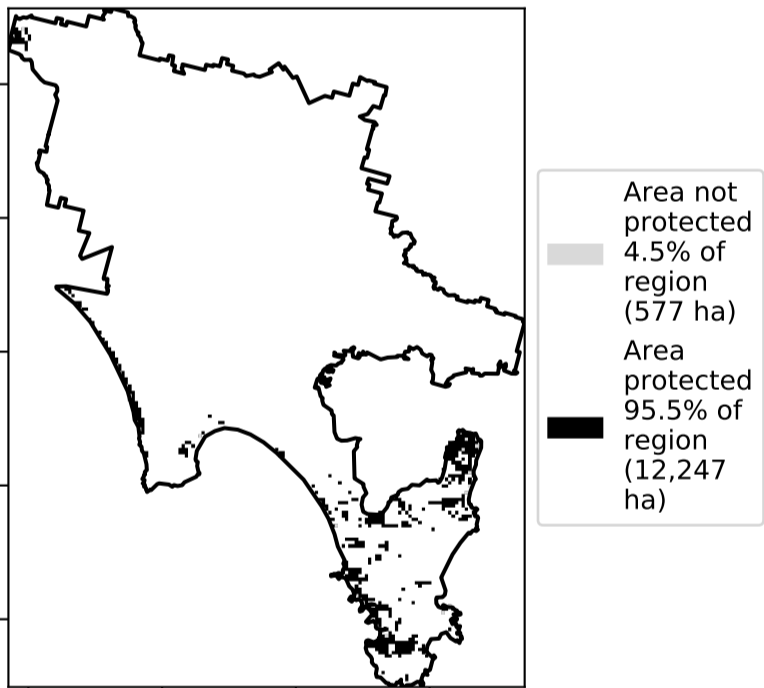 Area not
protected
4.5% of
region
(577 ha)
Area
protected
95.5% of
region
(12,247
ha)